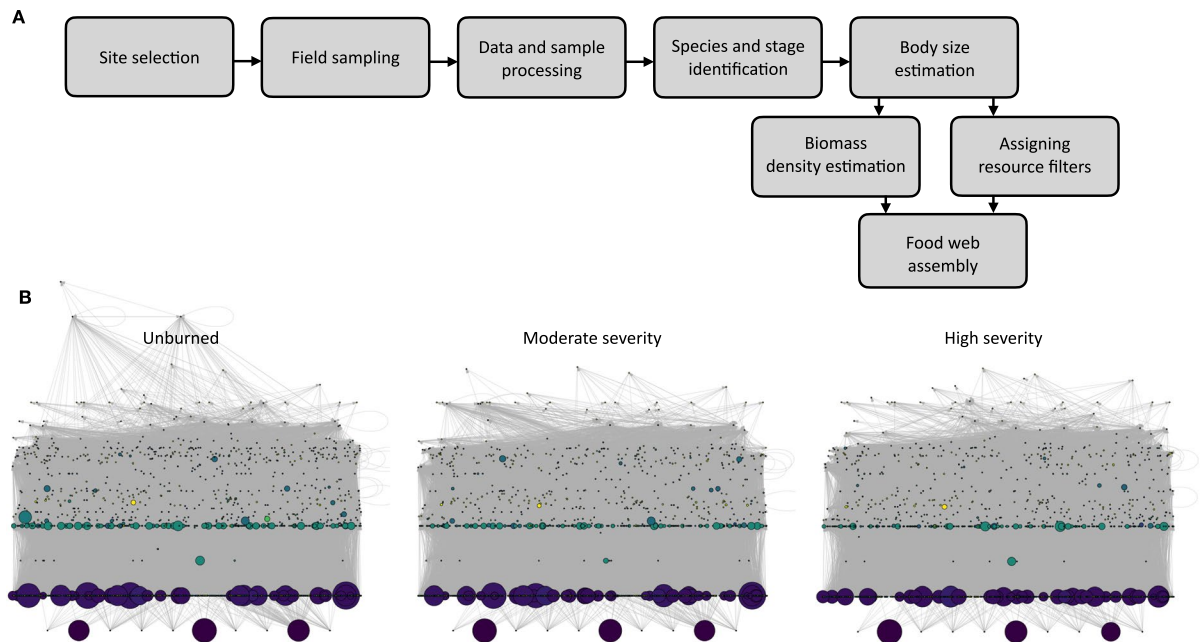 A
Site selection
Field sampling
Data and sample
processing
Species and stage
identification
Body size
estimation
Biomass
density estimation
Assigning
resource filters
Food web
assembly
B
Unburned
Moderate severity
High severity